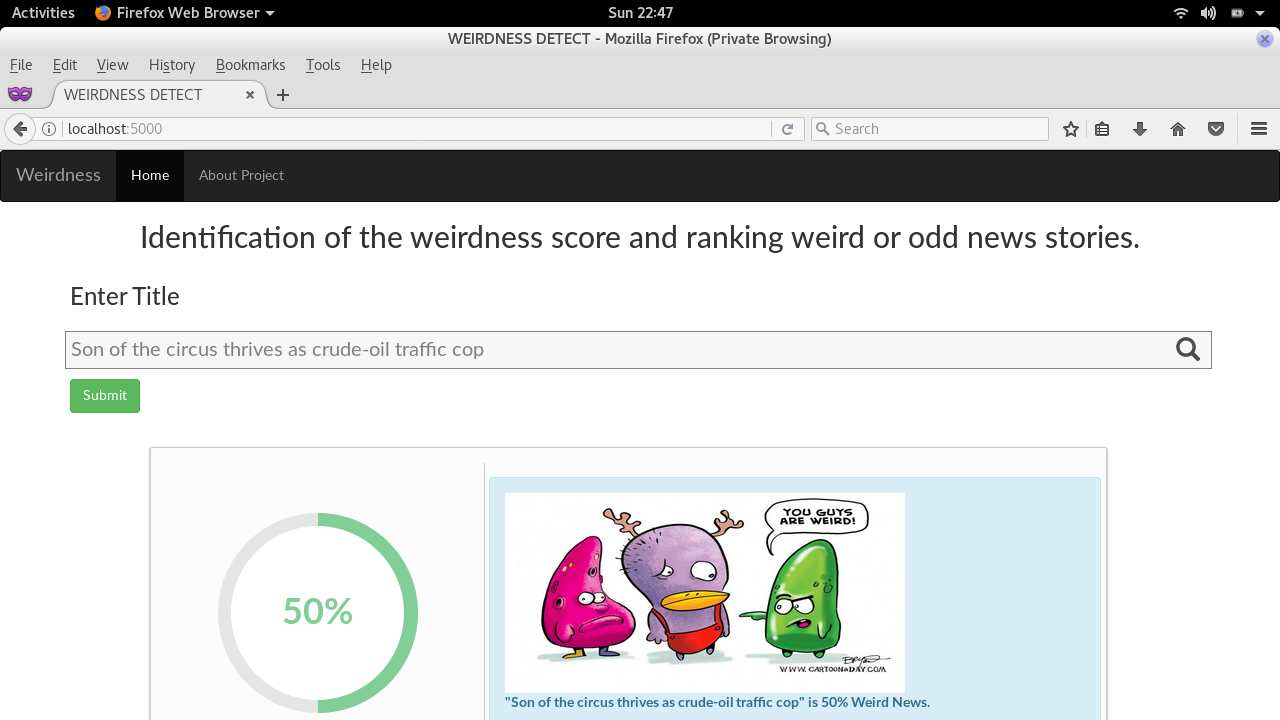 Activities Firefox Web Browser Sun 22:47
WEIRDNESS DETECT - Mozilla Firefox (Private Browsing)
File Edit View History Bookmarks Tools Help
WEIRDNESS DETECT
localhost:5000 Search
Weirdness Home About Project
Identification of the weirdness score and ranking weird or odd news stories.
Enter Title
Son of the circus thrives as crude-oil traffic cop
Submit
YOU GUYS
ARE WEIRD!
50%
WWW.CARTOONADAY.COM
"Son of the circus thrives as crude-oil traffic cop" is 50% Weird News.